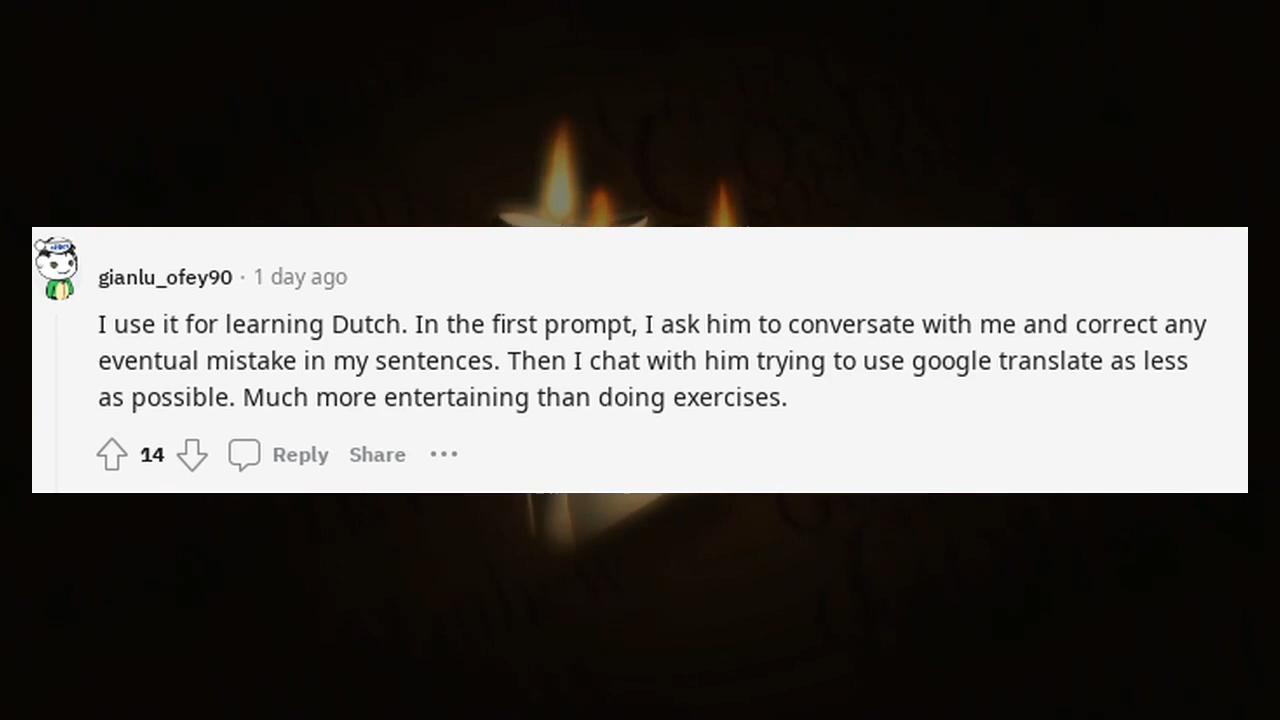 gianlu_ofey90 · 1 day ago
I use it for learning Dutch. In the first prompt, I ask him to conversate with me and correct any
eventual mistake in my sentences. Then I chat with him trying to use google translate as less
as possible. Much more entertaining than doing exercises.
14 Reply Share ···